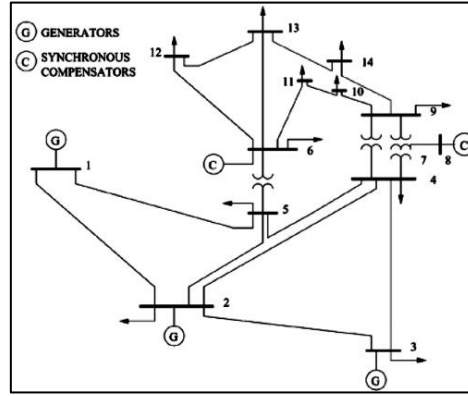 G GENERATORS
C SYNCHRONOUS
COMPENSATORS
13
12
14
11
10
9
G
C
6
7
8
C
1
4
5
2
G
3
G